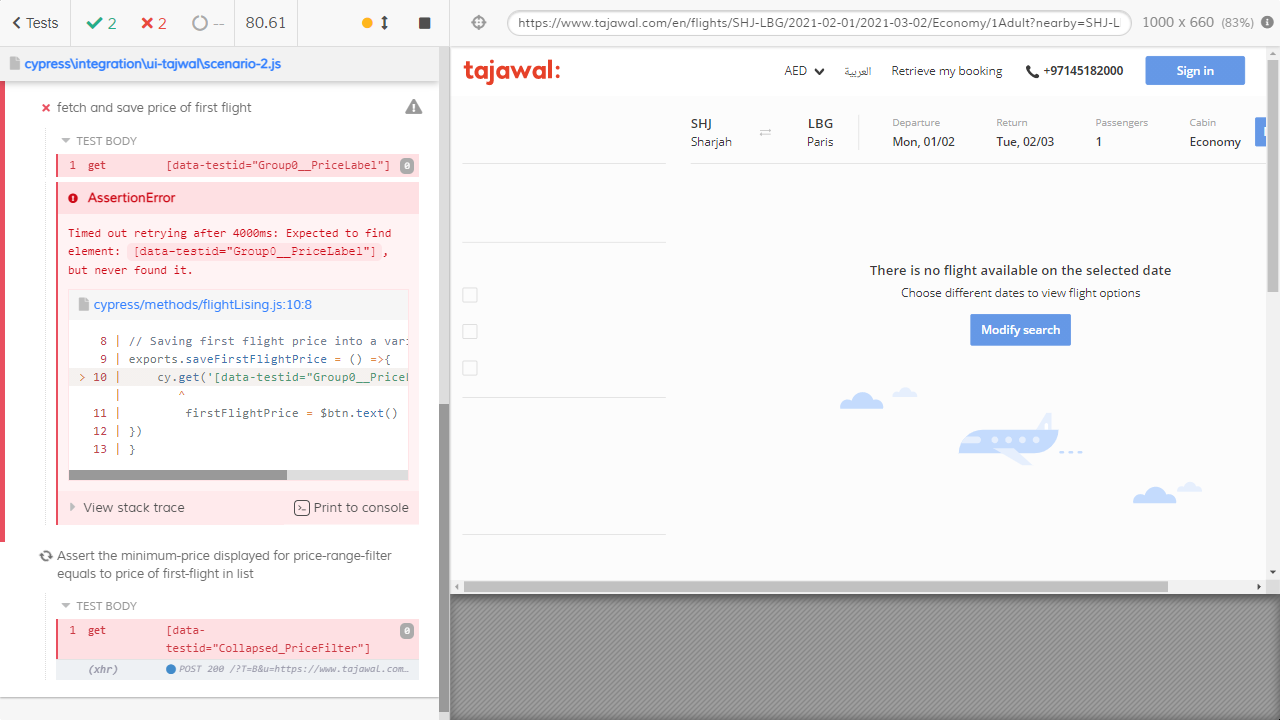 Tests
2
2
--
80.61
https://www.tajawal.com/en/flights/SHJ-LBG/2021-02-01/2021-03-02/Economy/1Adult?nearby=SHJ-L
1000 x 660 (83%)
cypress\integration\ui-tajwal\scenario-2.js
fetch and save price of first flight
TEST BODY
1 get [data-testid="Group0__PriceLabel"] 0
AssertionError
Timed out retrying after 4000ms: Expected to find
element: [data-testid="Group0__PriceLabel"],
but never found it.
cypress/methods/flightLising.js:10:8
8 | // Saving first flight price into a vari
9 | exports.saveFirstFlightPrice = () =>{
> 10 | cy.get('[data-testid="Group0__PriceL
| ^
11 | firstFlightPrice = $btn.text()
12 | })
13 | }
View stack trace
Print to console
Assert the minimum-price displayed for price-range-filter
equals to price of first-flight in list
TEST BODY
1 get [data-
testid="Collapsed_PriceFilter"] 0
(xhr) POST 200 /?T=B&u=https://www.tajawal.com…
tajawal:
AED
العربية
Retrieve my booking
+97145182000
Sign in
SHJ
Sharjah
LBG
Paris
Departure
Mon, 01/02
Return
Tue, 02/03
Passengers
1
Cabin
Economy
There is no flight available on the selected date
Choose different dates to view flight options
Modify search